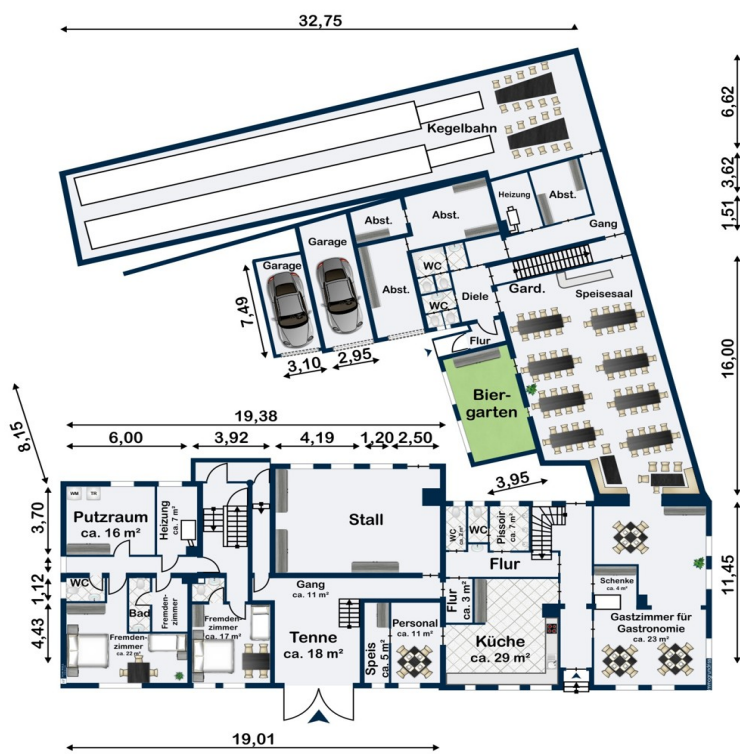 32,75
6,62
Kegelbahn
3,62
Heizung
Abst.
Abst.
Abst.
1,51
Gang
Garage
Garage
WC
Abst.
Diele
Gard.
Speisesaal
7,49
WC
Flur
3,10
2,95
16,00
Bier-
garten
8,15
19,38
6,00
3,92
4,19
1,20
2,50
3,95
WM
TR
3,70
Putzraum
ca. 16 m²
Heizung
ca. 7 m²
Stall
WC
WC
Pissoir
ca. 7 m²
Flur
11,45
1,12
WC
Gang
ca. 11 m²
Schenke
ca. 4 m²
Bad
Fremden-
zimmer
Flur
ca. 3 m²
4,43
Fremden-
zimmer
ca. 22 m²
Fremden-
zimmer
ca. 17 m²
Tenne
ca. 18 m²
Speis
ca. 5 m²
Personal
ca. 11 m²
Küche
ca. 29 m²
Gastzimmer für
Gastronomie
ca. 23 m²
19,01